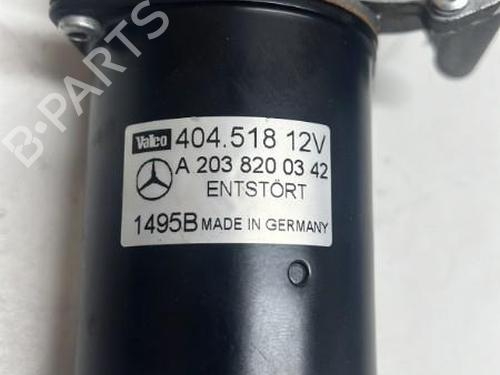 Valeo 404.518 12V
A 203 820 03 42
ENTSTÖRT
1495B MADE IN GERMANY
B-PARTS